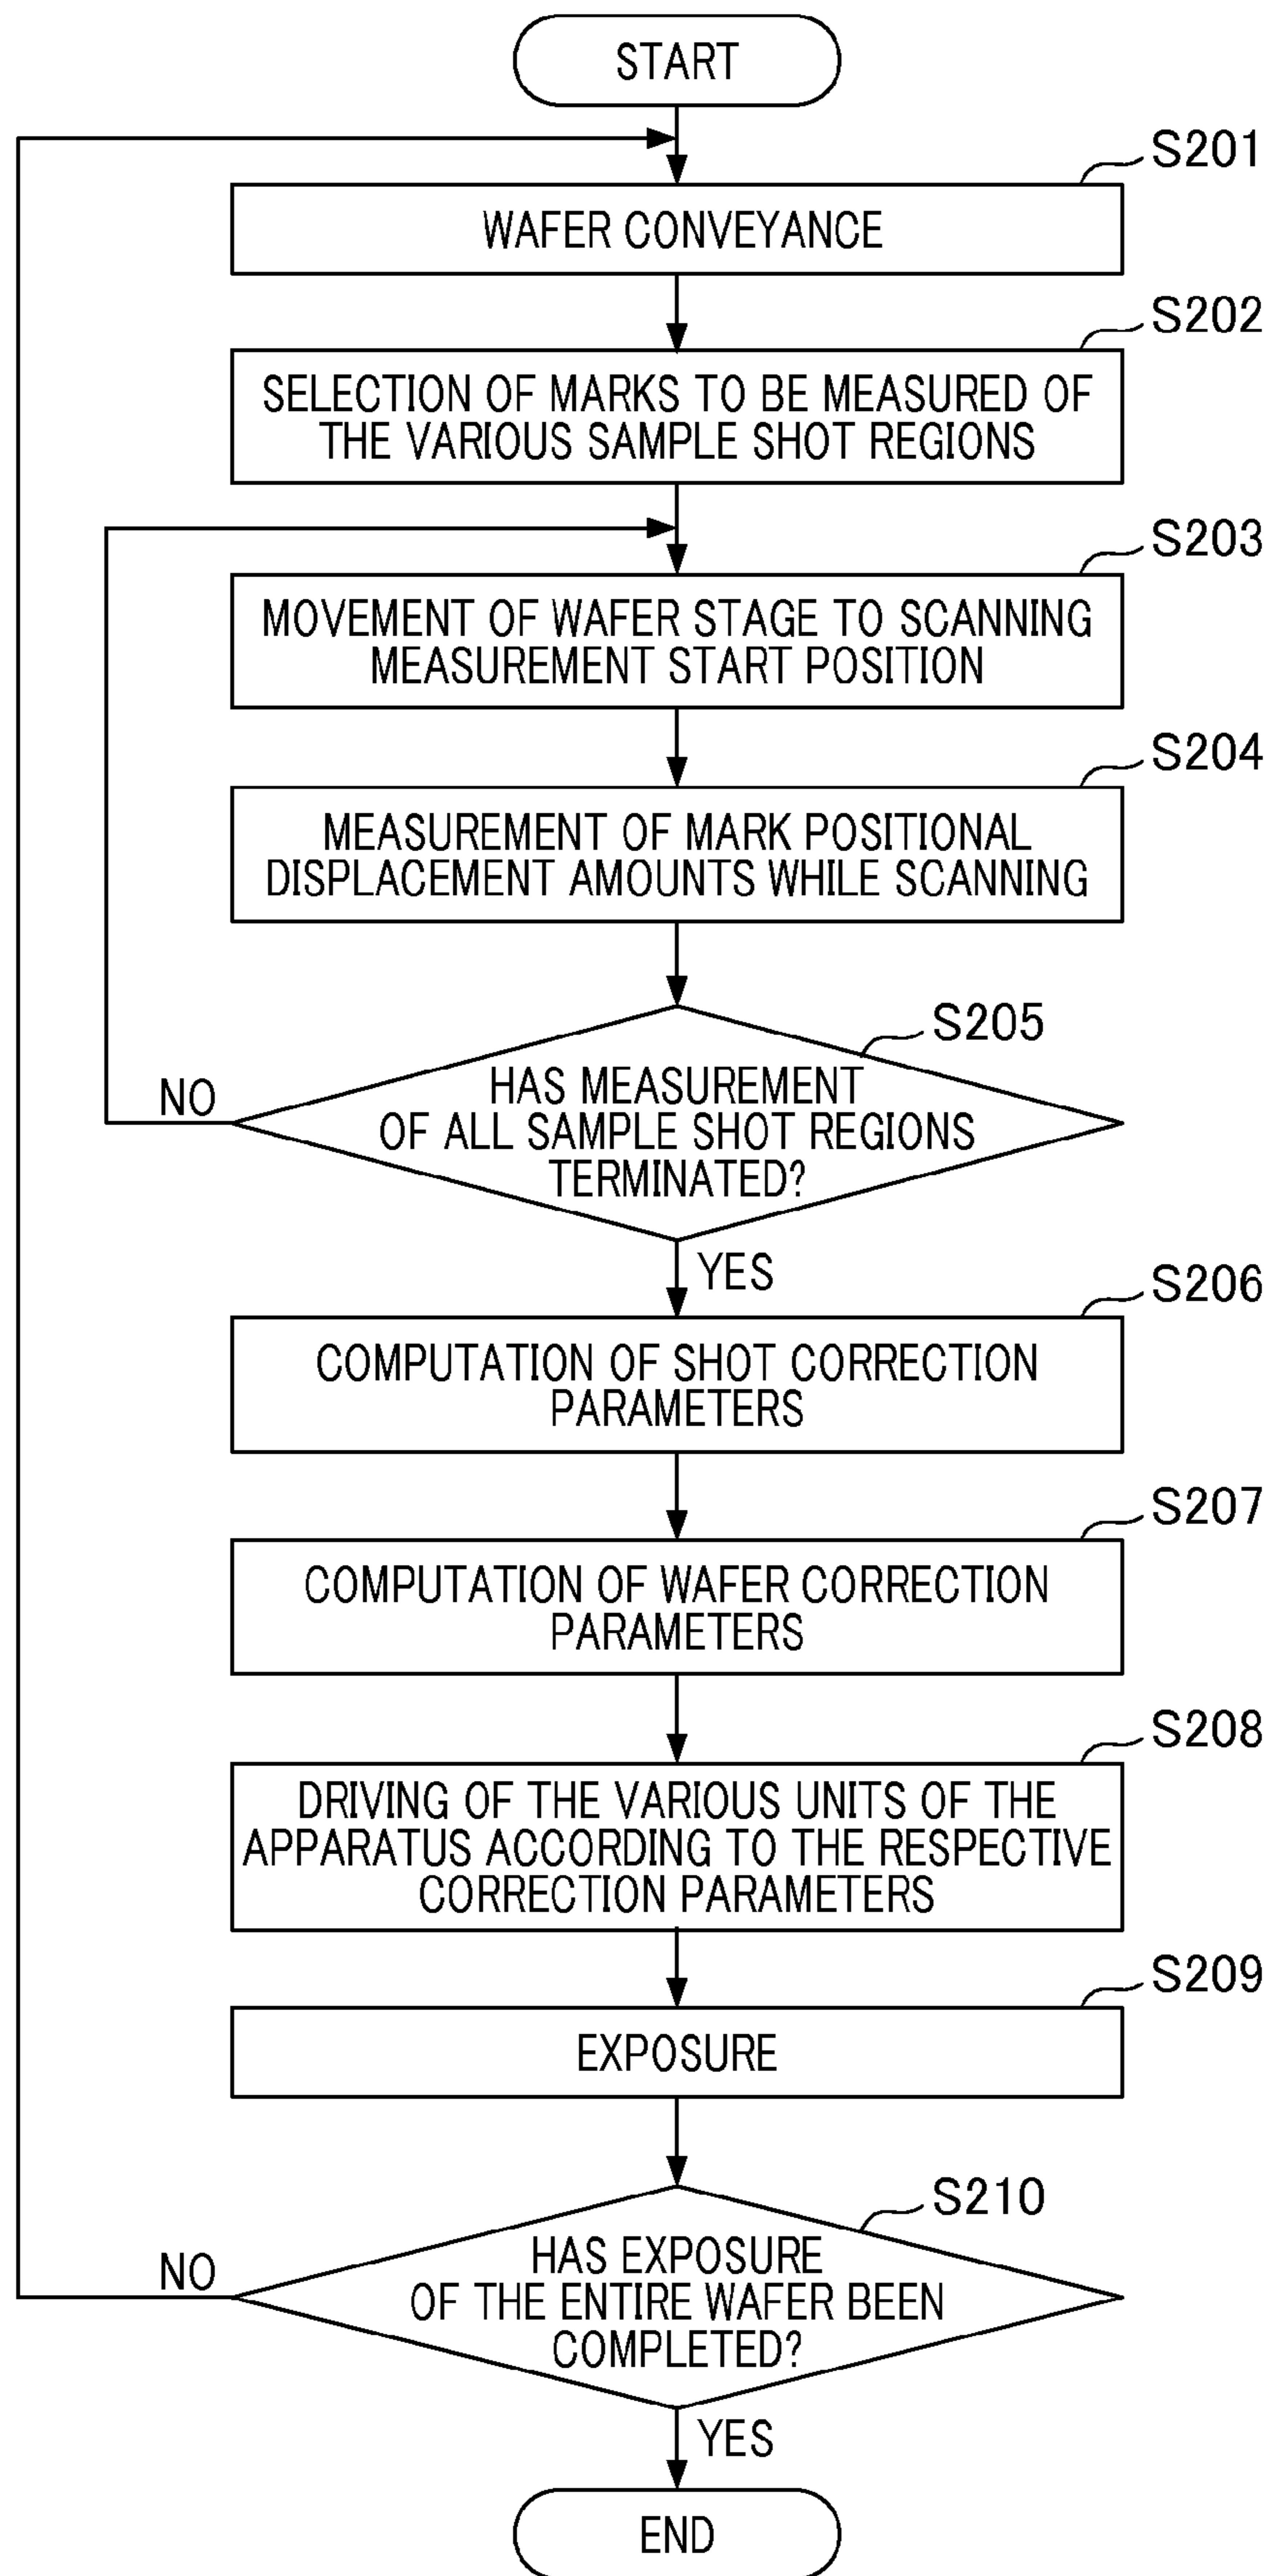 START
S201
WAFER CONVEYANCE
S202
SELECTION OF MARKS TO BE MEASURED OF
THE VARIOUS SAMPLE SHOT REGIONS
S203
MOVEMENT OF WAFER STAGE TO SCANNING
MEASUREMENT START POSITION
S204
MEASUREMENT OF MARK POSITIONAL
DISPLACEMENT AMOUNTS WHILE SCANNING
S205
HAS MEASUREMENT
OF ALL SAMPLE SHOT REGIONS
TERMINATED?
NO
YES
S206
COMPUTATION OF SHOT CORRECTION
PARAMETERS
S207
COMPUTATION OF WAFER CORRECTION
PARAMETERS
S208
DRIVING OF THE VARIOUS UNITS OF THE
APPARATUS ACCORDING TO THE RESPECTIVE
CORRECTION PARAMETERS
S209
EXPOSURE
S210
HAS EXPOSURE
OF THE ENTIRE WAFER BEEN
COMPLETED?
NO
YES
END